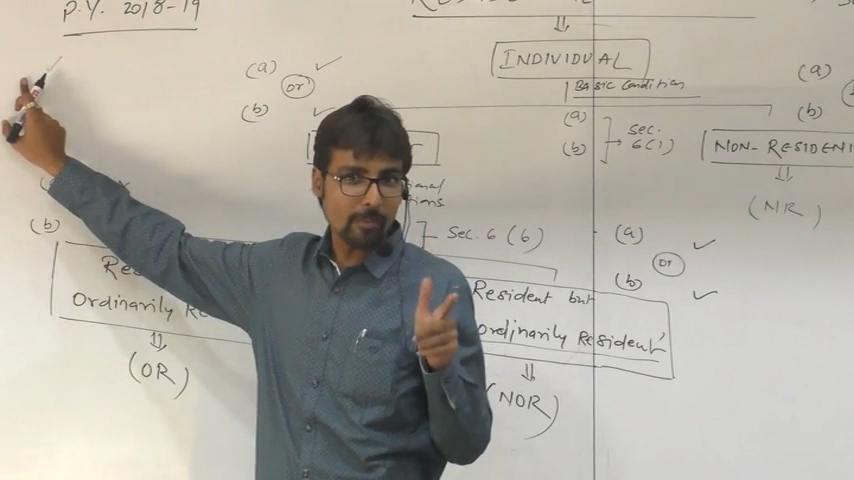 P.Y. 2018-19
INDIVIDUAL
(a)
or
(b)
Basic Condition
(a)
(b)
Sec.
6(1)
(a)
(b)
NON-RESIDENT
(NR)
Sec. 6 (6)
(a)
or
(b)
(b)
Ordinarily Re
(OR)
Resident but
ordinarily Resident'
(NOR)